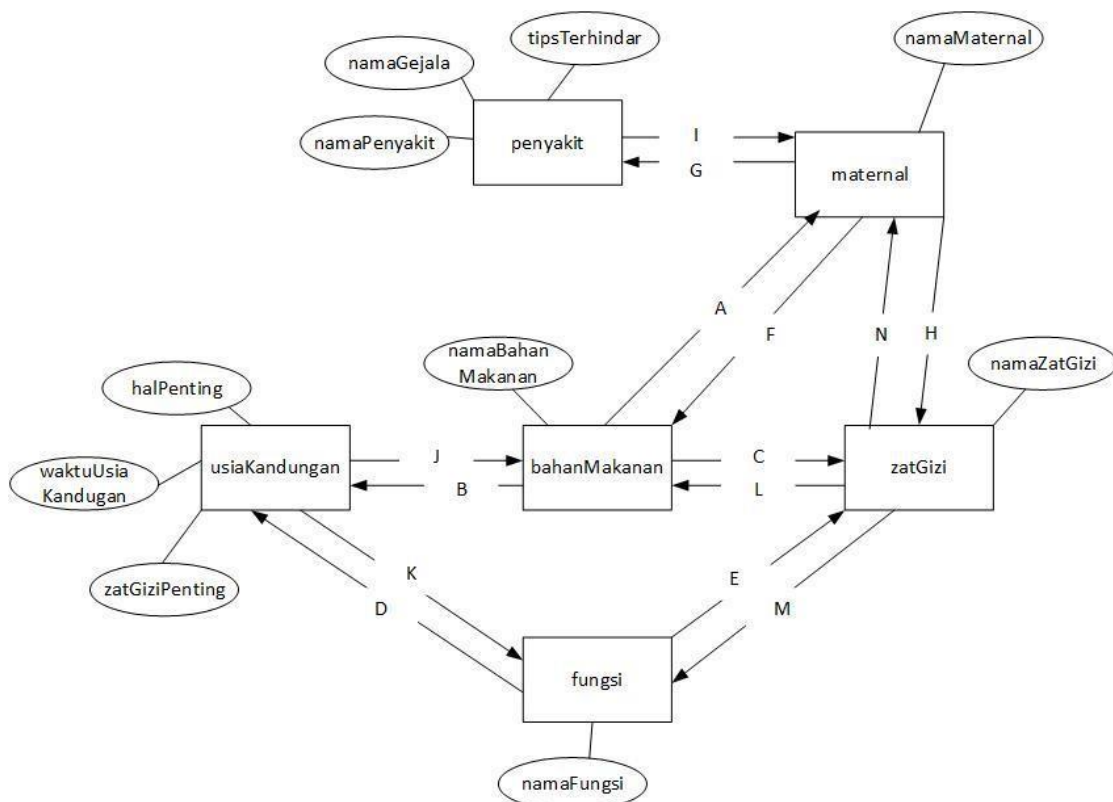 tipsTerhindar
namaMaternal
namaGejala
namaPenyakit
penyakit
I
G
maternal
A
F
N
H
namaBahan
Makanan
namaZatGizi
halPenting
waktuUsia
Kandugan
usiaKandungan
J
B
bahanMakanan
C
L
zatGizi
zatGiziPenting
K
D
E
M
fungsi
namaFungsi